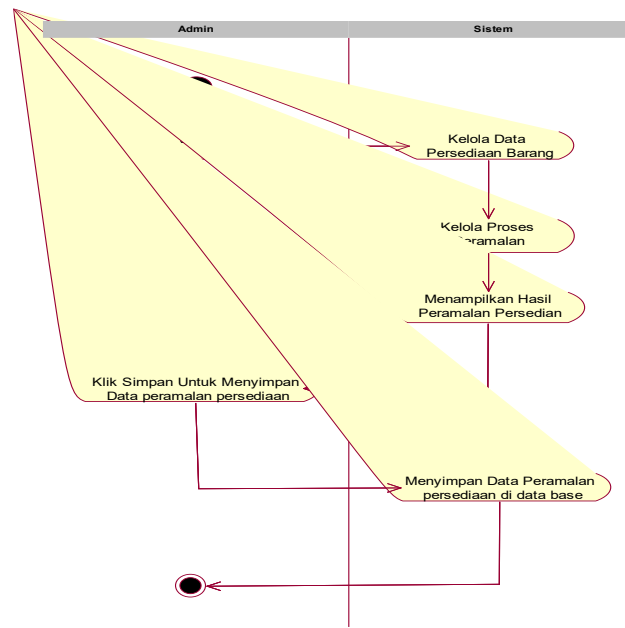 Admin
Sistem
Kelola Data
Persediaan Barang
Kelola Proses
Menampilkan Hasil
Peramalan Persedian
Klik Simpan Untuk Menyimpan
Data peramalan persediaan
Menyimpan Data Peramalan
persediaan di data base